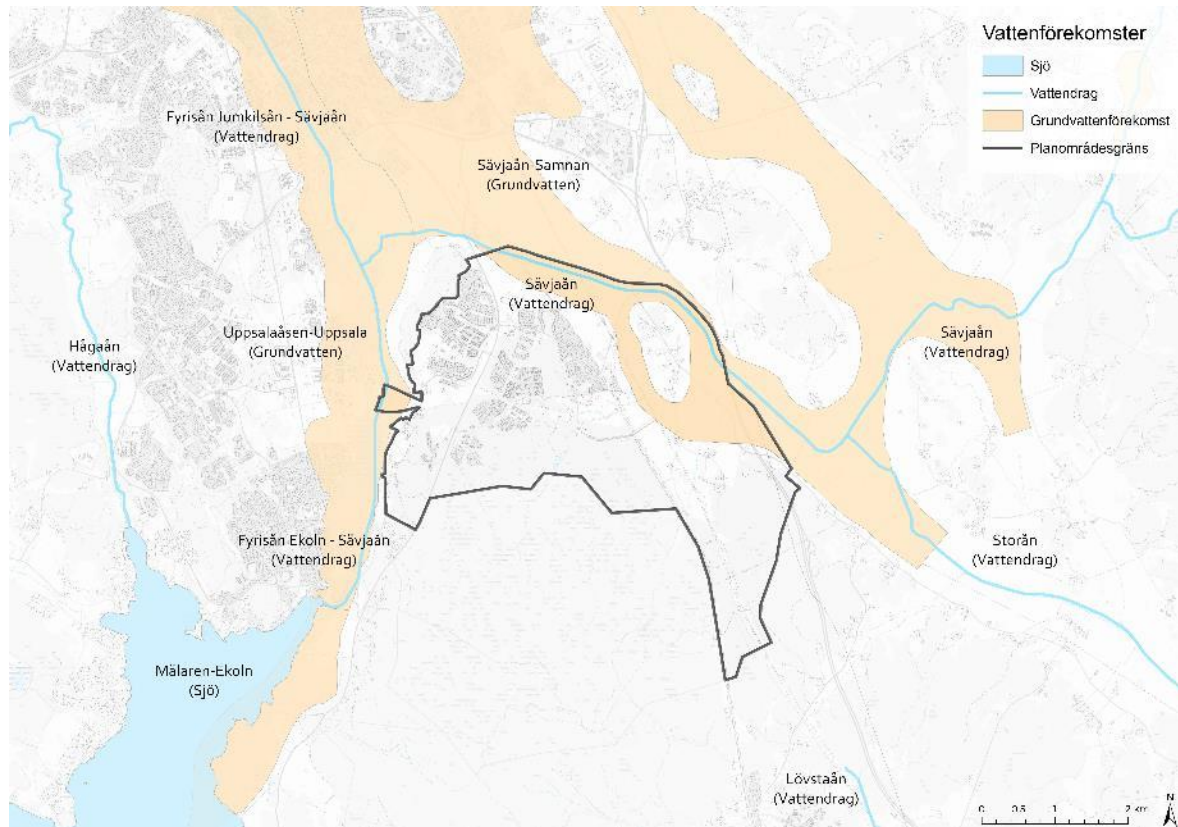 Vattenförekomster
Sjö
Vattendrag
Grundvattenförekomst
Planområdesgräns
Fyrisån Jumkilsån - Sävjaån
(Vattendrag)
Sävjaån-Samnan
(Grundvatten)
Sävjaån
(Vattendrag)
Hågaån
(Vattendrag)
Uppsalaåsen-Uppsala
(Grundvatten)
Sävjaån
(Vattendrag)
Fyrisån Ekoln - Sävjaån
(Vattendrag)
Storån
(Vattendrag)
Mälaren-Ekoln
(Sjö)
Lövstaån
(Vattendrag)
0 0.5 1 2 km
N